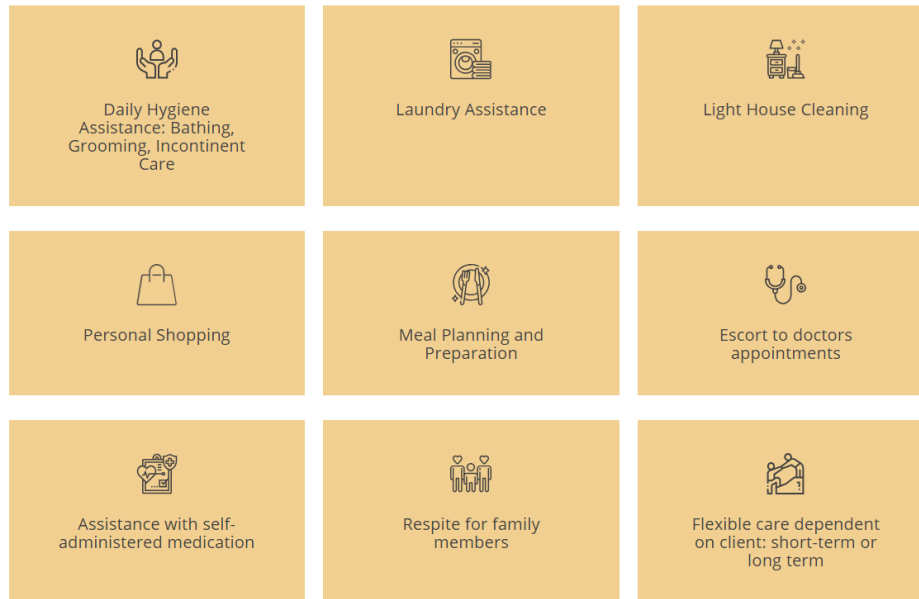 Daily Hygiene
Assistance: Bathing,
Grooming, Incontinent
Care
Laundry Assistance
Light House Cleaning
Personal Shopping
Meal Planning and
Preparation
Escort to doctors
appointments
Assistance with self-
administered medication
Respite for family
members
Flexible care dependent
on client: short-term or
long term